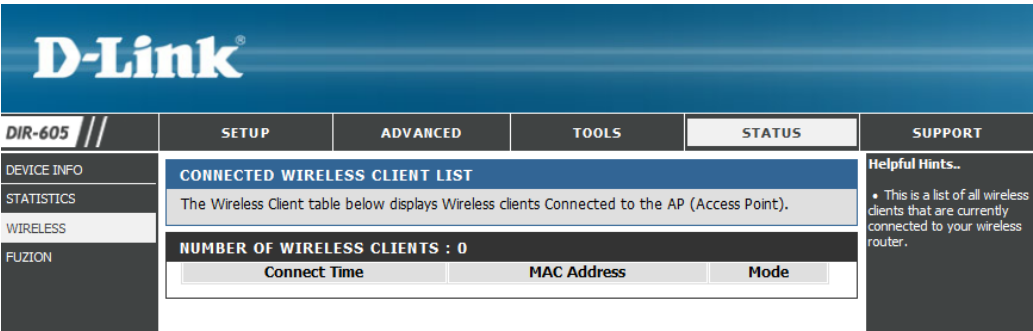 D-Link®
DIR-605
SETUP ADVANCED TOOLS STATUS SUPPORT
DEVICE INFO
STATISTICS
WIRELESS
FUZION
CONNECTED WIRELESS CLIENT LIST
The Wireless Client table below displays Wireless clients Connected to the AP (Access Point).
NUMBER OF WIRELESS CLIENTS : 0
Connect Time MAC Address Mode
Helpful Hints..
• This is a list of all wireless
clients that are currently
connected to your wireless
router.